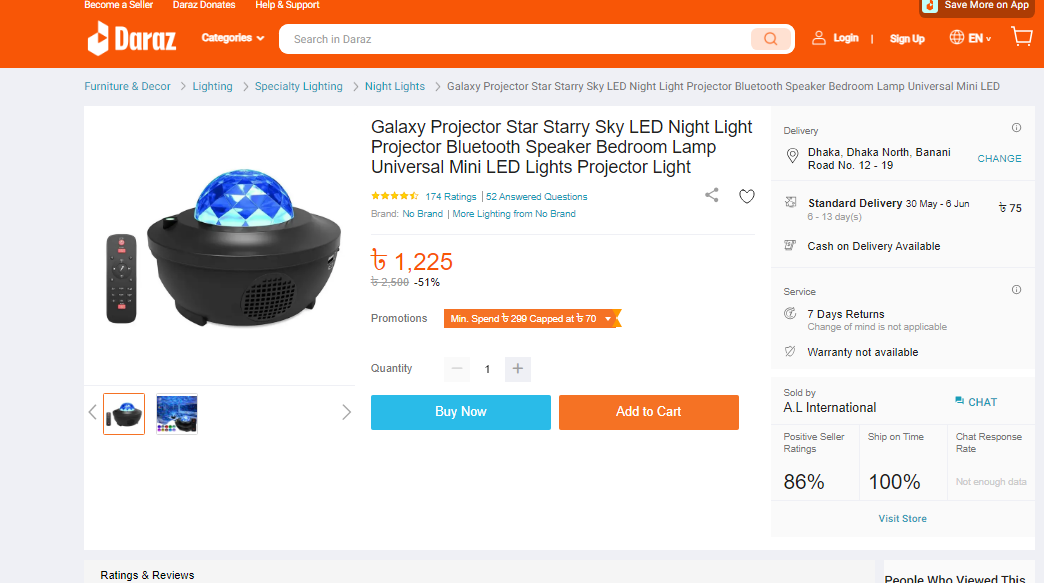 Become a Seller Daraz Donates Help & Support
Save More on App
Daraz Categories Search in Daraz Login | Sign Up EN
Furniture & Decor > Lighting > Specialty Lighting > Night Lights > Galaxy Projector Star Starry Sky LED Night Light Projector Bluetooth Speaker Bedroom Lamp Universal Mini LED
Galaxy Projector Star Starry Sky LED Night Light
Projector Bluetooth Speaker Bedroom Lamp
Universal Mini LED Lights Projector Light
174 Ratings | 52 Answered Questions
Brand: No Brand | More Lighting from No Brand
৳ 1,225
৳ 2,500 -51%
Promotions Min. Spend ৳ 299 Capped at ৳ 70
Quantity − 1 +
Buy Now Add to Cart
Delivery
Dhaka, Dhaka North, Banani
Road No. 12 - 19
CHANGE
Standard Delivery 30 May - 6 Jun ৳ 75
6 - 13 day(s)
Cash on Delivery Available
Service
7 Days Returns
Change of mind is not applicable
Warranty not available
Sold by
A.L International
CHAT
Positive Seller
Ratings
86%
Ship on Time
100%
Chat Response
Rate
Not enough data
Visit Store
Ratings & Reviews
People Who Viewed This